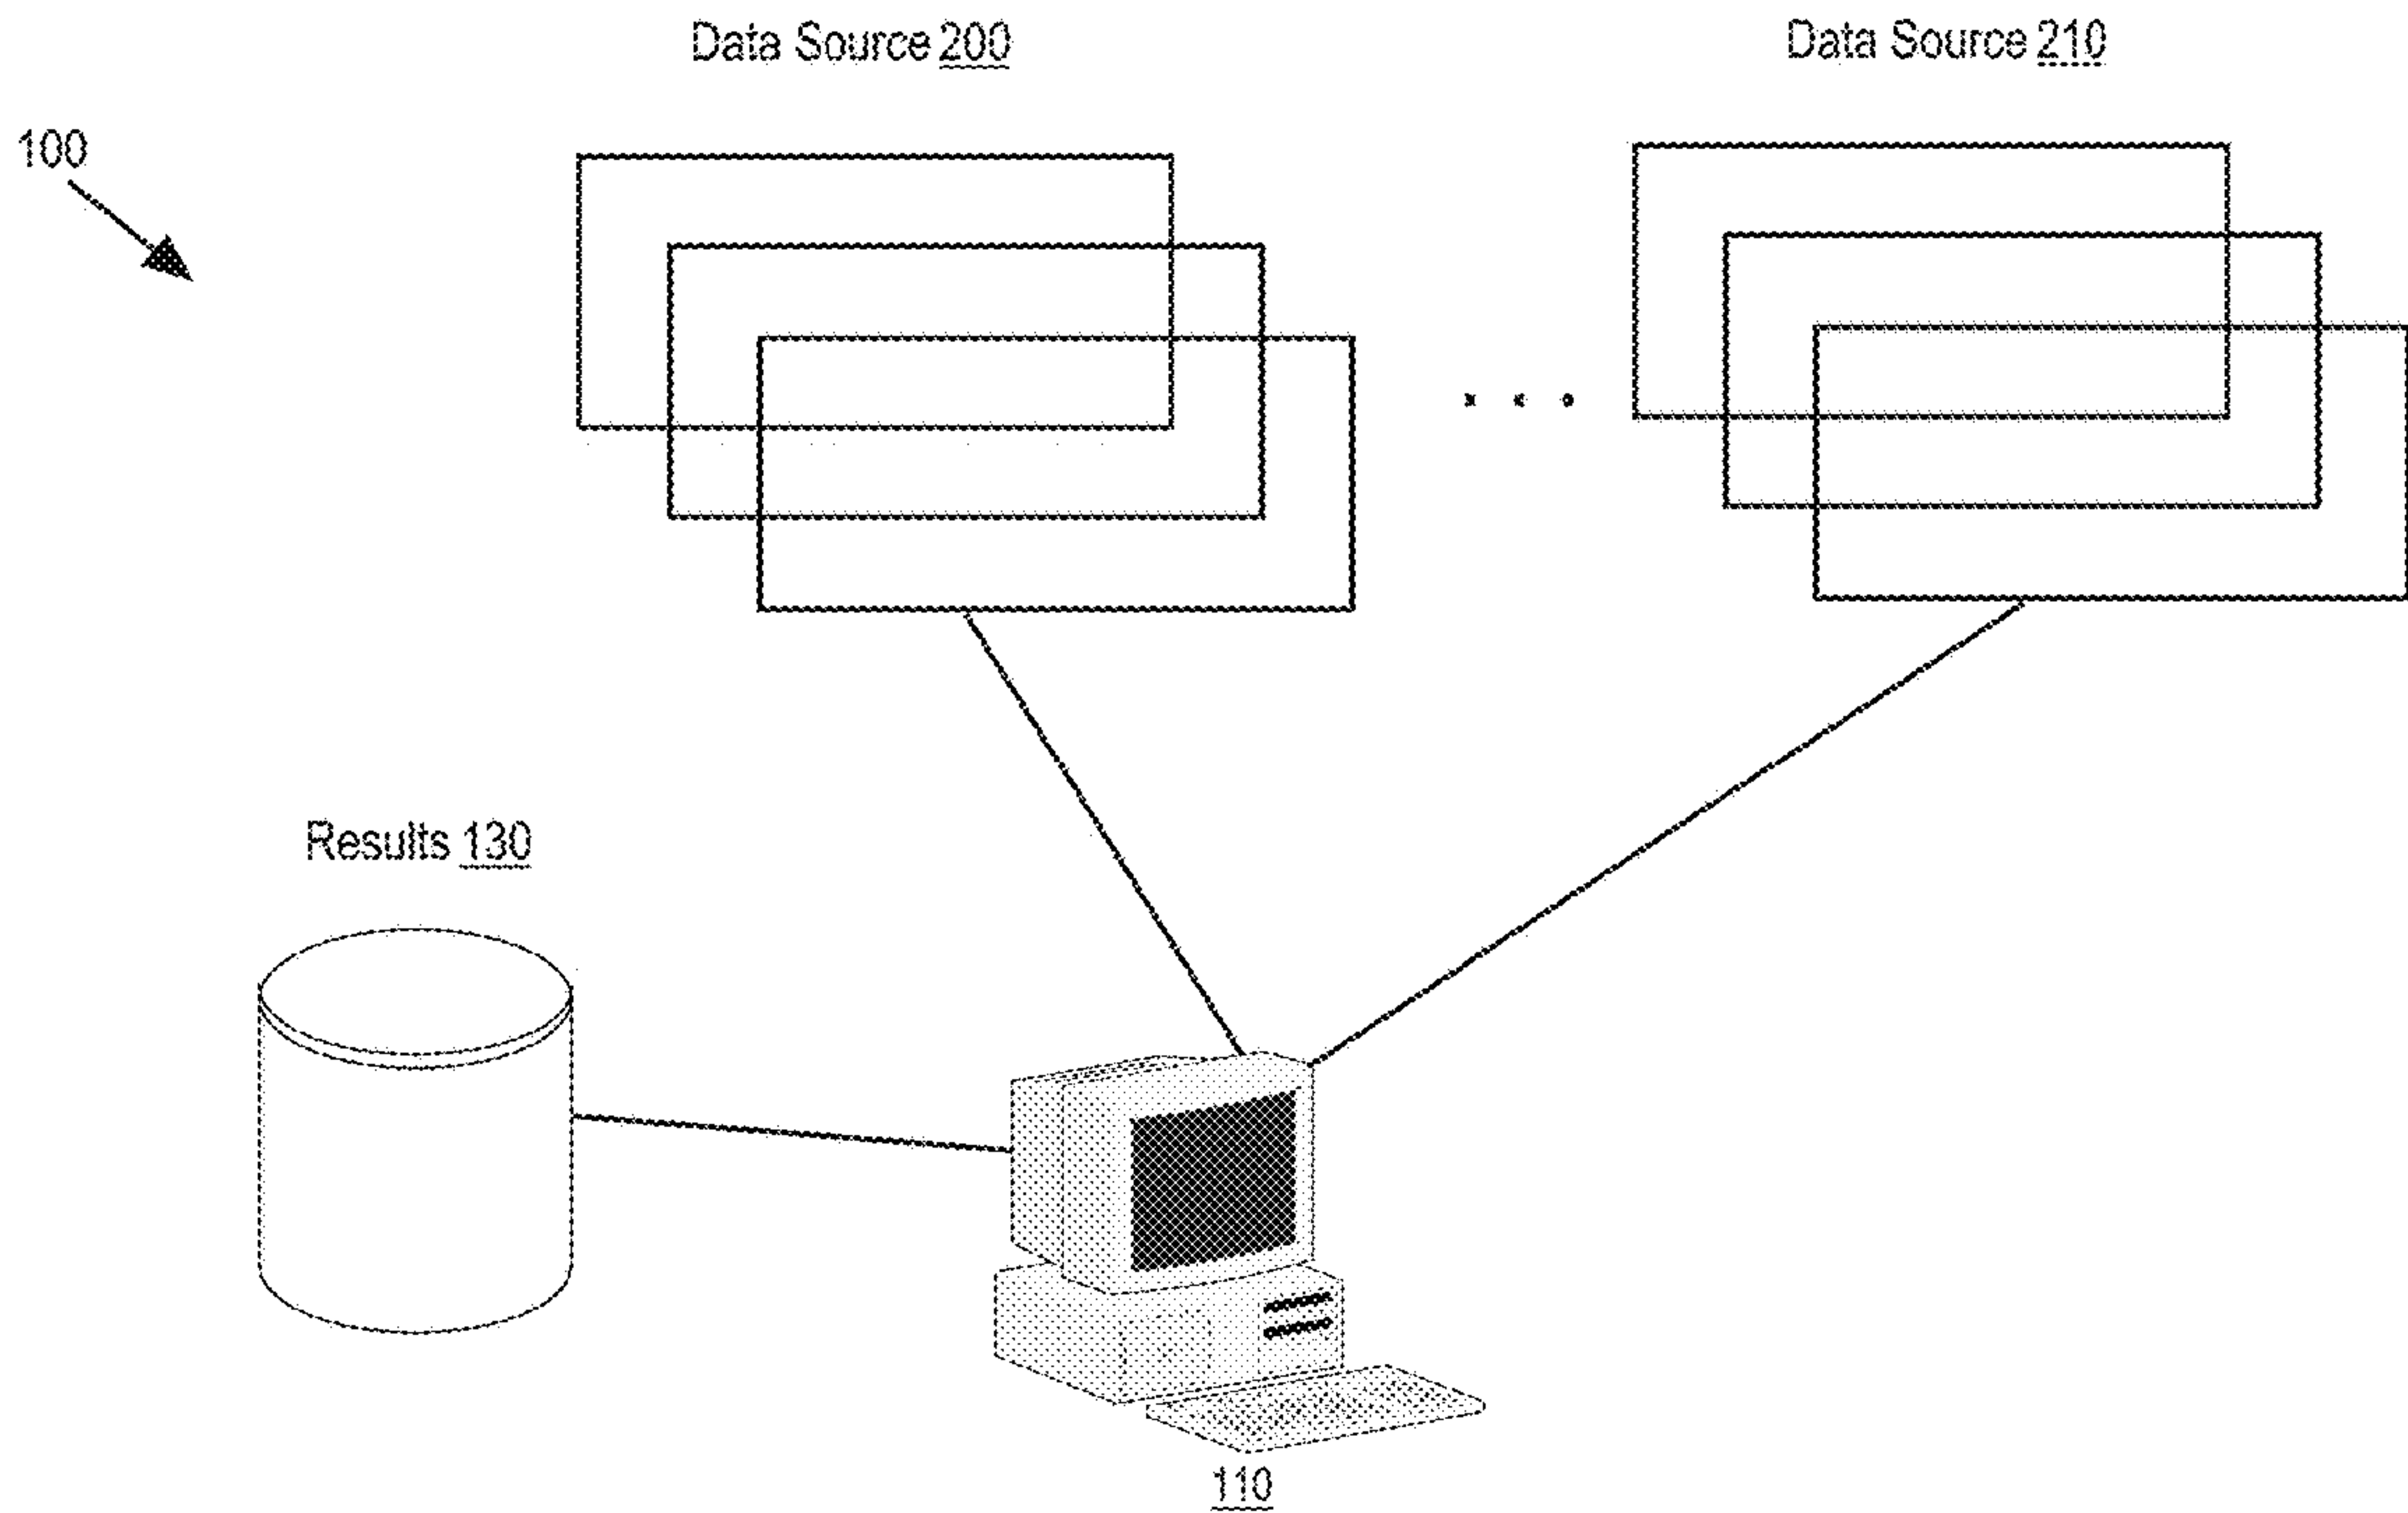 Data Source 200
Data Source 210
100
. . .
Results 130
110